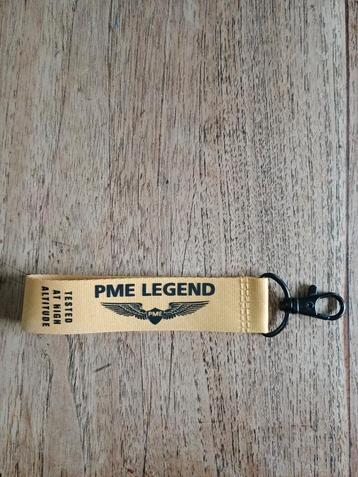 PME LEGEND
PME
TESTED
AT HIGH
ALTITUDE